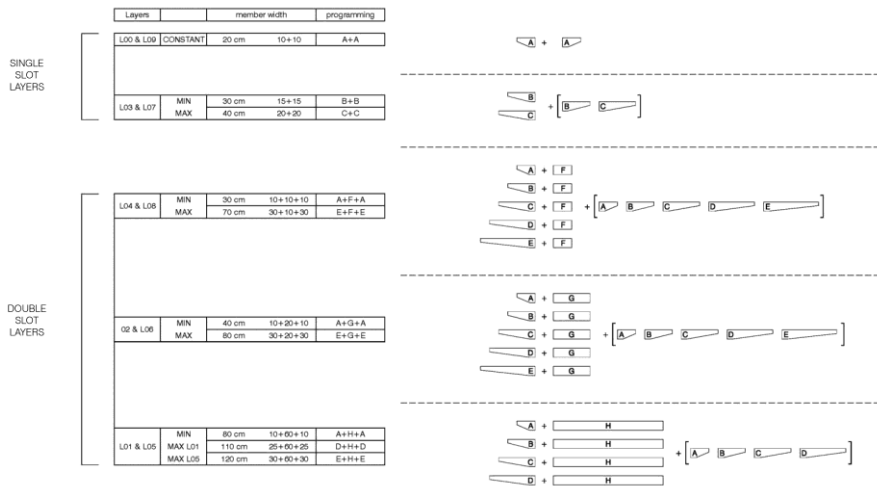 Layers member width programming
SINGLE SLOT LAYERS
L00 & L09 CONSTANT 20 cm 10+10 A+A
L03 & L07 MIN 30 cm 15+15 B+B
MAX 40 cm 20+20 C+C
DOUBLE SLOT LAYERS
L04 & L08 MIN 30 cm 10+10+10 A+F+A
MAX 70 cm 30+10+30 E+F+E
02 & L06 MIN 40 cm 10+20+10 A+G+A
MAX 80 cm 30+20+30 E+G+E
L01 & L05 MIN 80 cm 10+60+10 A+H+A
MAX L01 110 cm 25+60+25 D+H+D
MAX L05 120 cm 30+60+30 E+H+E
A + A
B
C
+ [ B C ]
A + F
B + F
C + F + [ A B C D E ]
D + F
E + F
A + G
B + G
C + G + [ A B C D E ]
D + G
E + G
A + H
B + H
C + H + [ A B C D ]
D + H